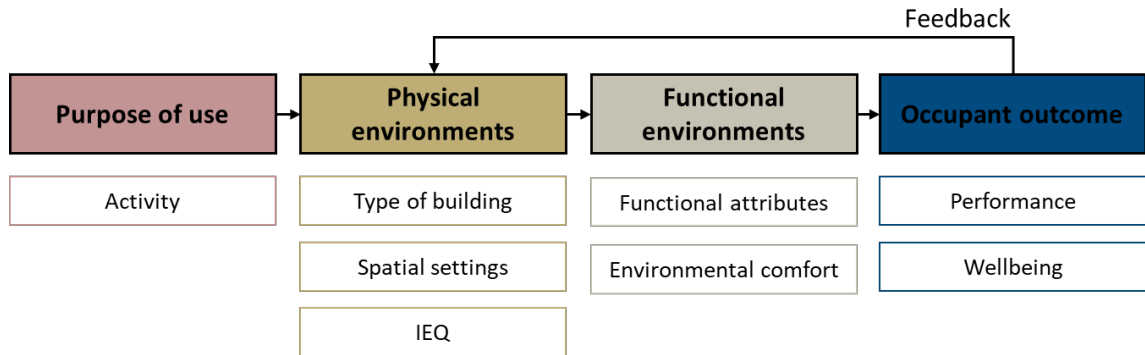 Feedback
Purpose of use
Physical
environments
Functional
environments
Occupant outcome
Activity
Type of building
Functional attributes
Performance
Spatial settings
Environmental comfort
Wellbeing
IEQ